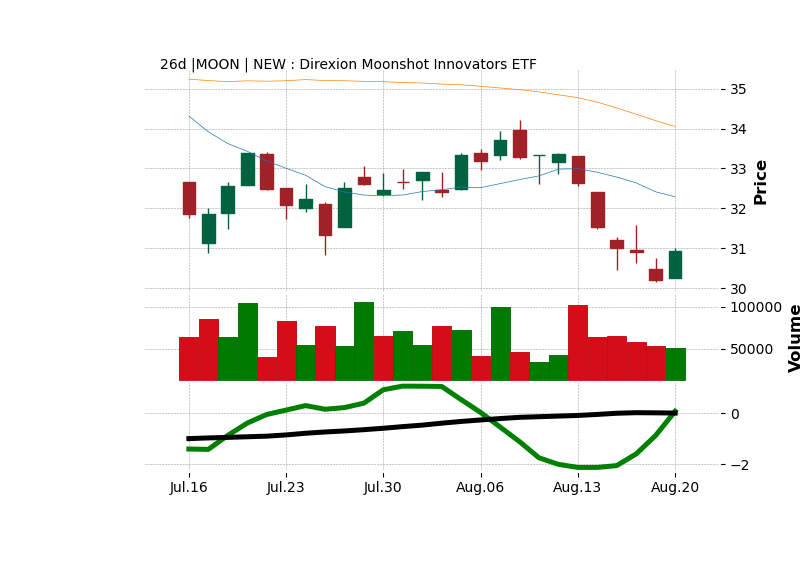 26d |MOON | NEW : Direxion Moonshot Innovators ETF
35
34
33
32
31
30
Price
100000
50000
Volume
0
−2
Jul.16 Jul.23 Jul.30 Aug.06 Aug.13 Aug.20